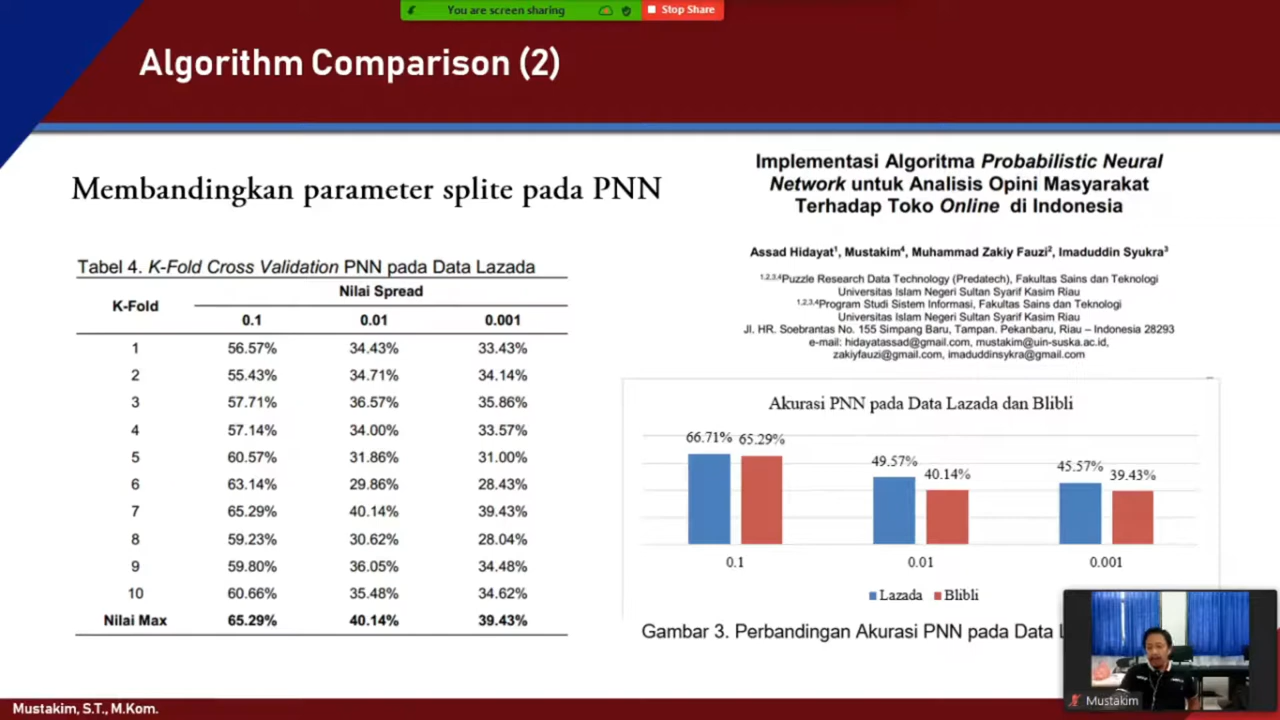 You are screen sharing
Stop Share
Algorithm Comparison (2)
Membandingkan parameter splite pada PNN
Tabel 4. K-Fold Cross Validation PNN pada Data Lazada
K-Fold Nilai Spread
0.1 0.01 0.001
1 56.57% 34.43% 33.43%
2 55.43% 34.71% 34.14%
3 57.71% 36.57% 35.86%
4 57.14% 34.00% 33.57%
5 60.57% 31.86% 31.00%
6 63.14% 29.86% 28.43%
7 65.29% 40.14% 39.43%
8 59.23% 30.62% 28.04%
9 59.80% 36.05% 34.48%
10 60.66% 35.48% 34.62%
Nilai Max 65.29% 40.14% 39.43%
Implementasi Algoritma Probabilistic Neural
Network untuk Analisis Opini Masyarakat
Terhadap Toko Online di Indonesia
Assad Hidayat¹, Mustakim⁴, Muhammad Zakiy Fauzi², Imaduddin Syukra³
1,2,3,4Puzzle Research Data Technology (Predatech), Fakultas Sains dan Teknologi
Universitas Islam Negeri Sultan Syarif Kasim Riau
1,2,3,4Program Studi Sistem Informasi, Fakultas Sains dan Teknologi
Universitas Islam Negeri Sultan Syarif Kasim Riau
Jl. HR. Soebrantas No. 155 Simpang Baru, Tampan. Pekanbaru, Riau – Indonesia 28293
e-mail: hidayatassad@gmail.com, mustakim@uin-suska.ac.id,
zakiyfauzi@gmail.com, imaduddinsykra@gmail.com
Akurasi PNN pada Data Lazada dan Blibli
66.71% 65.29%
49.57% 40.14%
45.57% 39.43%
0.1 0.01 0.001
Lazada Blibli
Gambar 3. Perbandingan Akurasi PNN pada Data L
Mustakim
Mustakim, S.T., M.Kom.